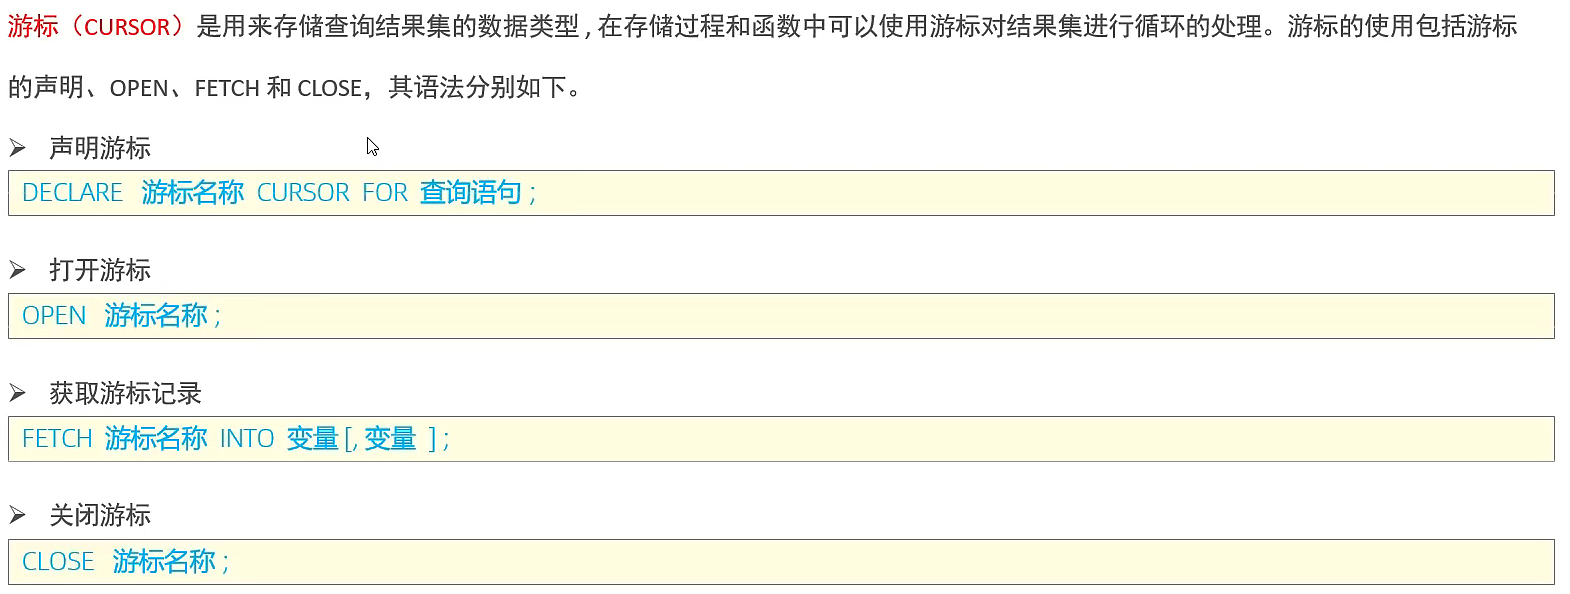 游标（CURSOR）是用来存储查询结果集的数据类型 , 在存储过程和函数中可以使用游标对结果集进行循环的处理。游标的使用包括游标
的声明、OPEN、FETCH 和 CLOSE，其语法分别如下。
➢ 声明游标
DECLARE 游标名称 CURSOR FOR 查询语句 ;
➢ 打开游标
OPEN 游标名称 ;
➢ 获取游标记录
FETCH 游标名称 INTO 变量 [, 变量 ] ;
➢ 关闭游标
CLOSE 游标名称 ;